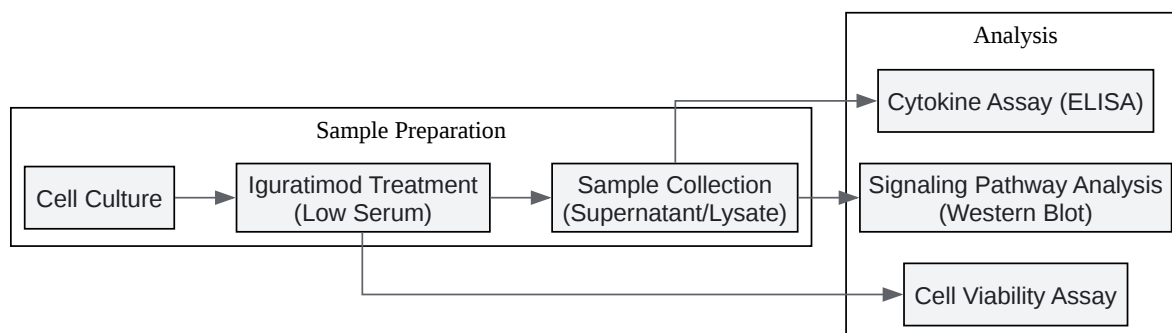 Analysis
Cytokine Assay (ELISA)
Sample Preparation
Cell Culture
Iguratimod Treatment
(Low Serum)
Sample Collection
(Supernatant/Lysate)
Signaling Pathway Analysis
(Western Blot)
Cell Viability Assay